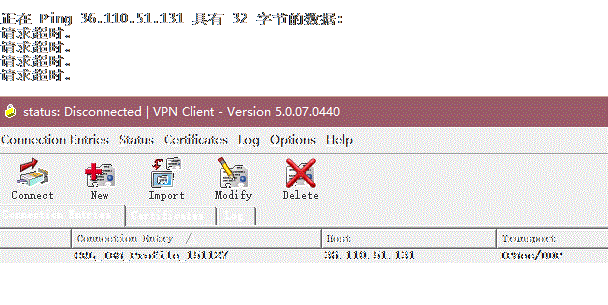 正在 Ping 36.110.51.131 具有 32 字节的数据:
请求超时。
请求超时。
请求超时。
请求超时。
status: Disconnected | VPN Client - Version 5.0.07.0440
Connection Entries Status Certificates Log Options Help
Connect New Import Modify Delete
Connection Entries Certificates Log
Connection Entry / Host Transport
36.110.51.131 IPSec/UDP